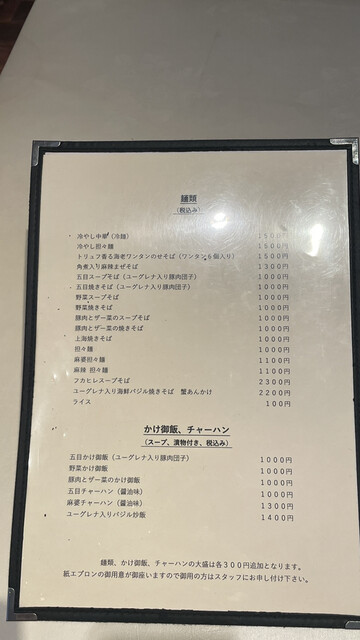 麺類
(税込み)
冷やし中華（冷麺） 1500円
冷やし担々麺 1500円
トリュフ香る海老ワンタンのせそば（ワンタン6個入り） 1500円
角煮入り麻辣まぜそば 1300円
五目スープそば（ユーグレナ入り豚肉団子） 1000円
五目焼きそば（ユーグレナ入り豚肉団子） 1000円
野菜スープそば 1000円
野菜焼きそば 1000円
豚肉とザー菜のスープそば 1000円
豚肉とザー菜の焼きそば 1000円
上海焼きそば 1000円
担々麺 1000円
麻婆担々麺 1100円
麻辣 担々麺 1100円
フカヒレスープそば 2300円
ユーグレナ入り海鮮バジル焼きそば 蟹あんかけ 2200円
ライス 100円
かけ御飯、チャーハン
（スープ、漬物付き、税込み）
五目かけ御飯（ユーグレナ入り豚肉団子） 1000円
野菜かけ御飯 1000円
豚肉とザー菜のかけ御飯 1000円
五目チャーハン（醤油味） 1000円
麻婆チャーハン（醤油味） 1300円
ユーグレナ入りバジル炒飯 1400円
麺類、かけ御飯、チャーハンの大盛は各300円追加となります。
紙エプロンの御用意が御座いますので御用の方はスタッフにお申し付け下さい。